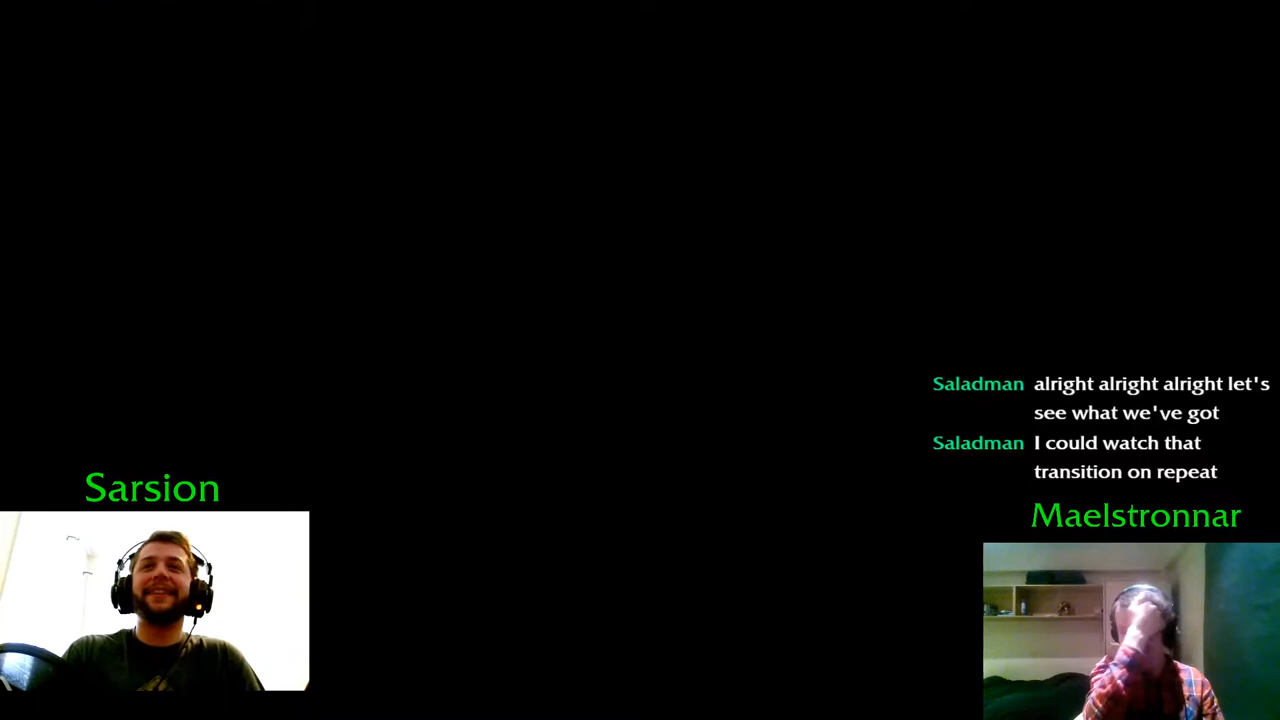 Saladman alright alright alright let's
see what we've got
Saladman I could watch that
transition on repeat
Sarsion
Maelstronnar